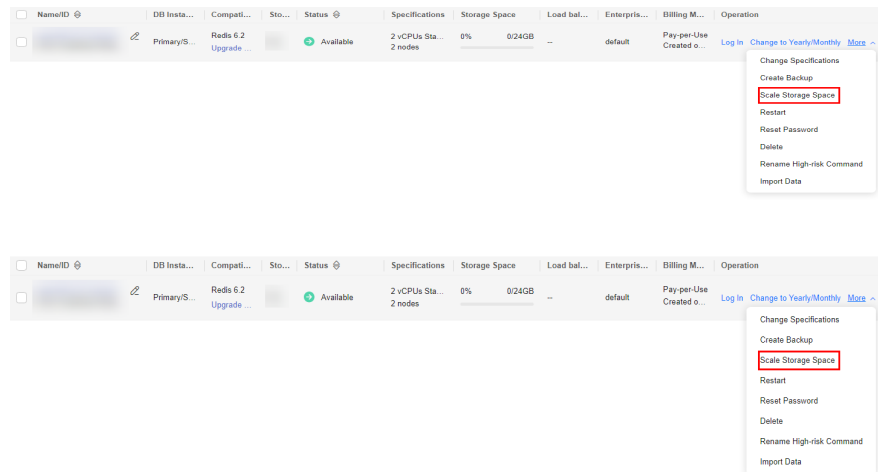 Name/ID DB Insta... Compati... Sto... Status Specifications Storage Space Load bal... Enterpris... Billing M... Operation
Primary/S... Redis 6.2 Available 2 vCPUs Sta... 0% 0/24GB -- default Pay-per-Use Log In Change to Yearly/Monthly More
Upgrade ... 2 nodes Created o...
Change Specifications
Create Backup
Scale Storage Space
Restart
Reset Password
Delete
Rename High-risk Command
Import Data
Name/ID DB Insta... Compati... Sto... Status Specifications Storage Space Load bal... Enterpris... Billing M... Operation
Primary/S... Redis 6.2 Available 2 vCPUs Sta... 0% 0/24GB -- default Pay-per-Use Log In Change to Yearly/Monthly More
Upgrade ... 2 nodes Created o...
Change Specifications
Create Backup
Scale Storage Space
Restart
Reset Password
Delete
Rename High-risk Command
Import Data